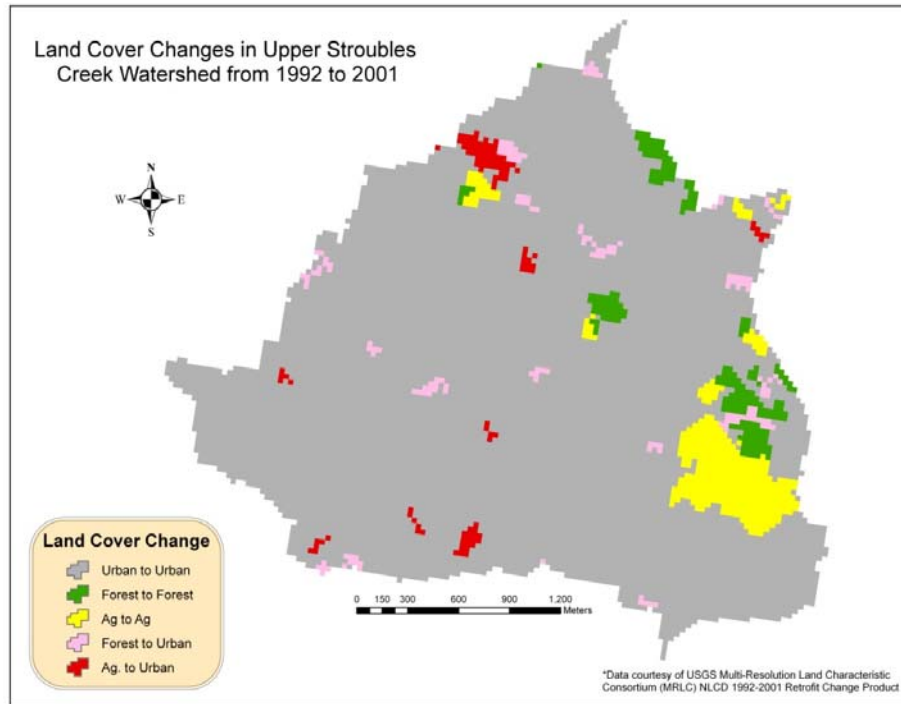 Land Cover Changes in Upper Stroubles
Creek Watershed from 1992 to 2001
N
W E
S
Land Cover Change
Urban to Urban
Forest to Forest
Ag to Ag
Forest to Urban
Ag. to Urban
0 150 300 600 900 1,200
Meters
*Data courtesy of USGS Multi-Resolution Land Characteristic
Consortium (MRLC) NLCD 1992-2001 Retrofit Change Product